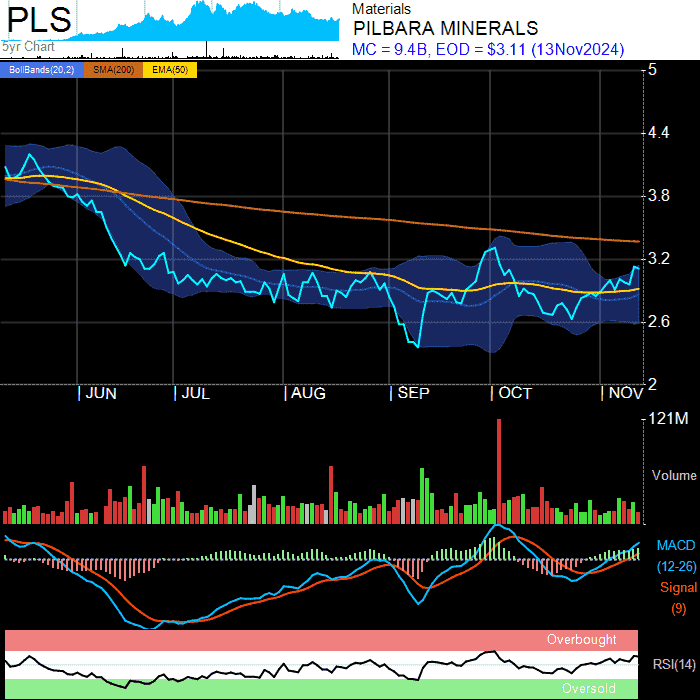 PLS
5yr Chart
Materials
PILBARA MINERALS
MC = 9.4B, EOD = $3.11 (13Nov2024)
BollBands(20,2) SMA(200) EMA(50)
5
4.4
3.8
3.2
2.6
2
JUN JUL AUG SEP OCT NOV
121M
Volume
MACD
(12-26)
Signal
(9)
Overbought
RSI(14)
Oversold